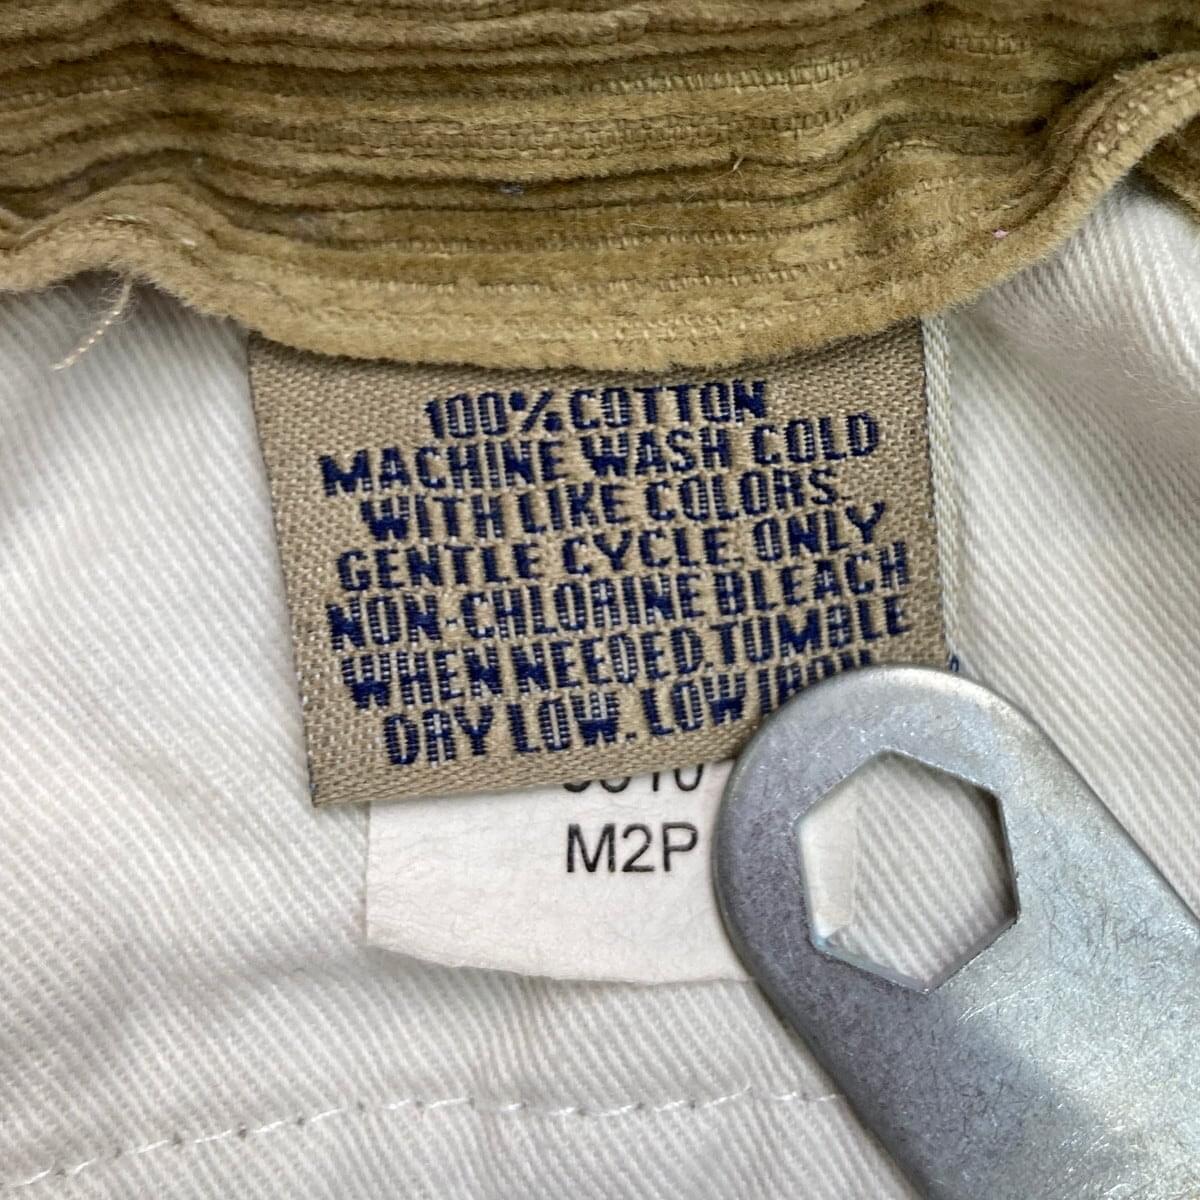 100% COTTON
MACHINE WASH COLD
WITH LIKE COLORS.
GENTLE CYCLE. ONLY
NON-CHLORINE BLEACH
WHEN NEEDED. TUMBLE
DRY LOW. LOW
M2P